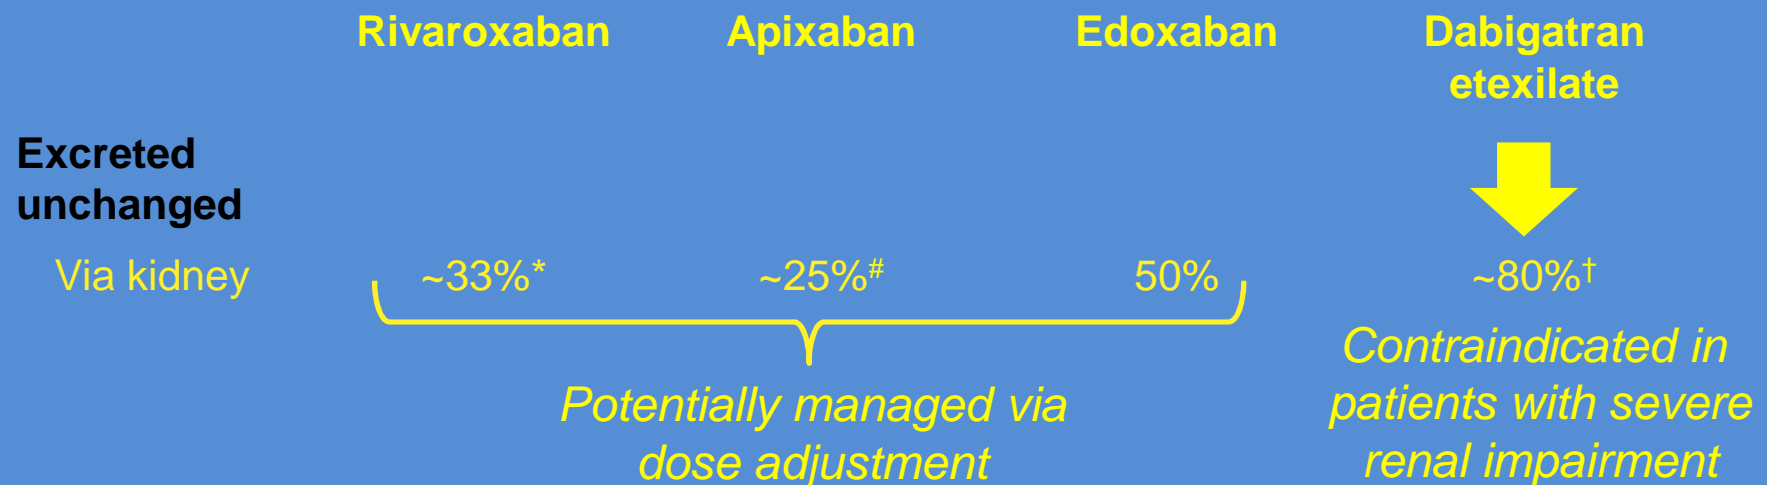 Rivaroxaban Apixaban Edoxaban Dabigatran
etexilate
Excreted
unchanged
Via kidney ~33%* ~25%# 50% ~80%†
Potentially managed via
dose adjustment
Contraindicated in
patients with severe
renal impairment